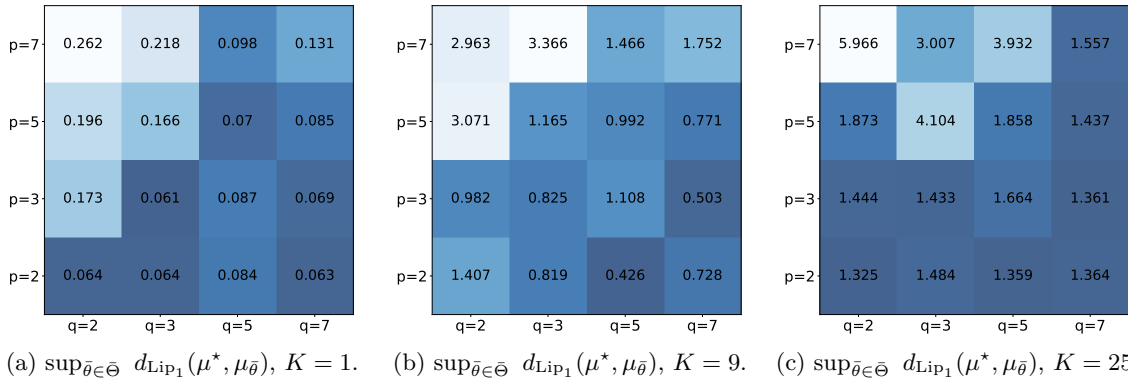 p=7 0.262 0.218 0.098 0.131
p=5 0.196 0.166 0.07 0.085
p=3 0.173 0.061 0.087 0.069
p=2 0.064 0.064 0.084 0.063
q=2 q=3 q=5 q=7
(a) sup_{θ̄∈Θ̄} d_{Lip₁}(μ⋆, μ_{θ̄}), K = 1.
p=7 2.963 3.366 1.466 1.752
p=5 3.071 1.165 0.992 0.771
p=3 0.982 0.825 1.108 0.503
p=2 1.407 0.819 0.426 0.728
q=2 q=3 q=5 q=7
(b) sup_{θ̄∈Θ̄} d_{Lip₁}(μ⋆, μ_{θ̄}), K = 9.
p=7 5.966 3.007 3.932 1.557
p=5 1.873 4.104 1.858 1.437
p=3 1.444 1.433 1.664 1.361
p=2 1.325 1.484 1.359 1.364
q=2 q=3 q=5 q=7
(c) sup_{θ̄∈Θ̄} d_{Lip₁}(μ⋆, μ_{θ̄}), K = 25